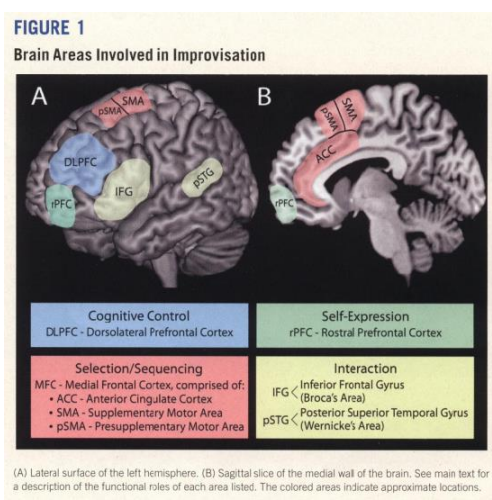 FIGURE 1
Brain Areas Involved in Improvisation
A
B
pSMA
SMA
DLPFC
rPFC
IFG
pSTG
pSMA
SMA
ACC
rPFC
Cognitive Control
DLPFC - Dorsolateral Prefrontal Cortex
Self-Expression
rPFC - Rostral Prefrontal Cortex
Selection/Sequencing
MFC - Medial Frontal Cortex, comprised of:
• ACC - Anterior Cingulate Cortex
• SMA - Supplementary Motor Area
• pSMA - Presupplementary Motor Area
Interaction
IFG < Inferior Frontal Gyrus
(Broca's Area)
pSTG < Posterior Superior Temporal Gyrus
(Wernicke's Area)
(A) Lateral surface of the left hemisphere. (B) Sagittal slice of the medial wall of the brain. See main text for
a description of the functional roles of each area listed. The colored areas indicate approximate locations.